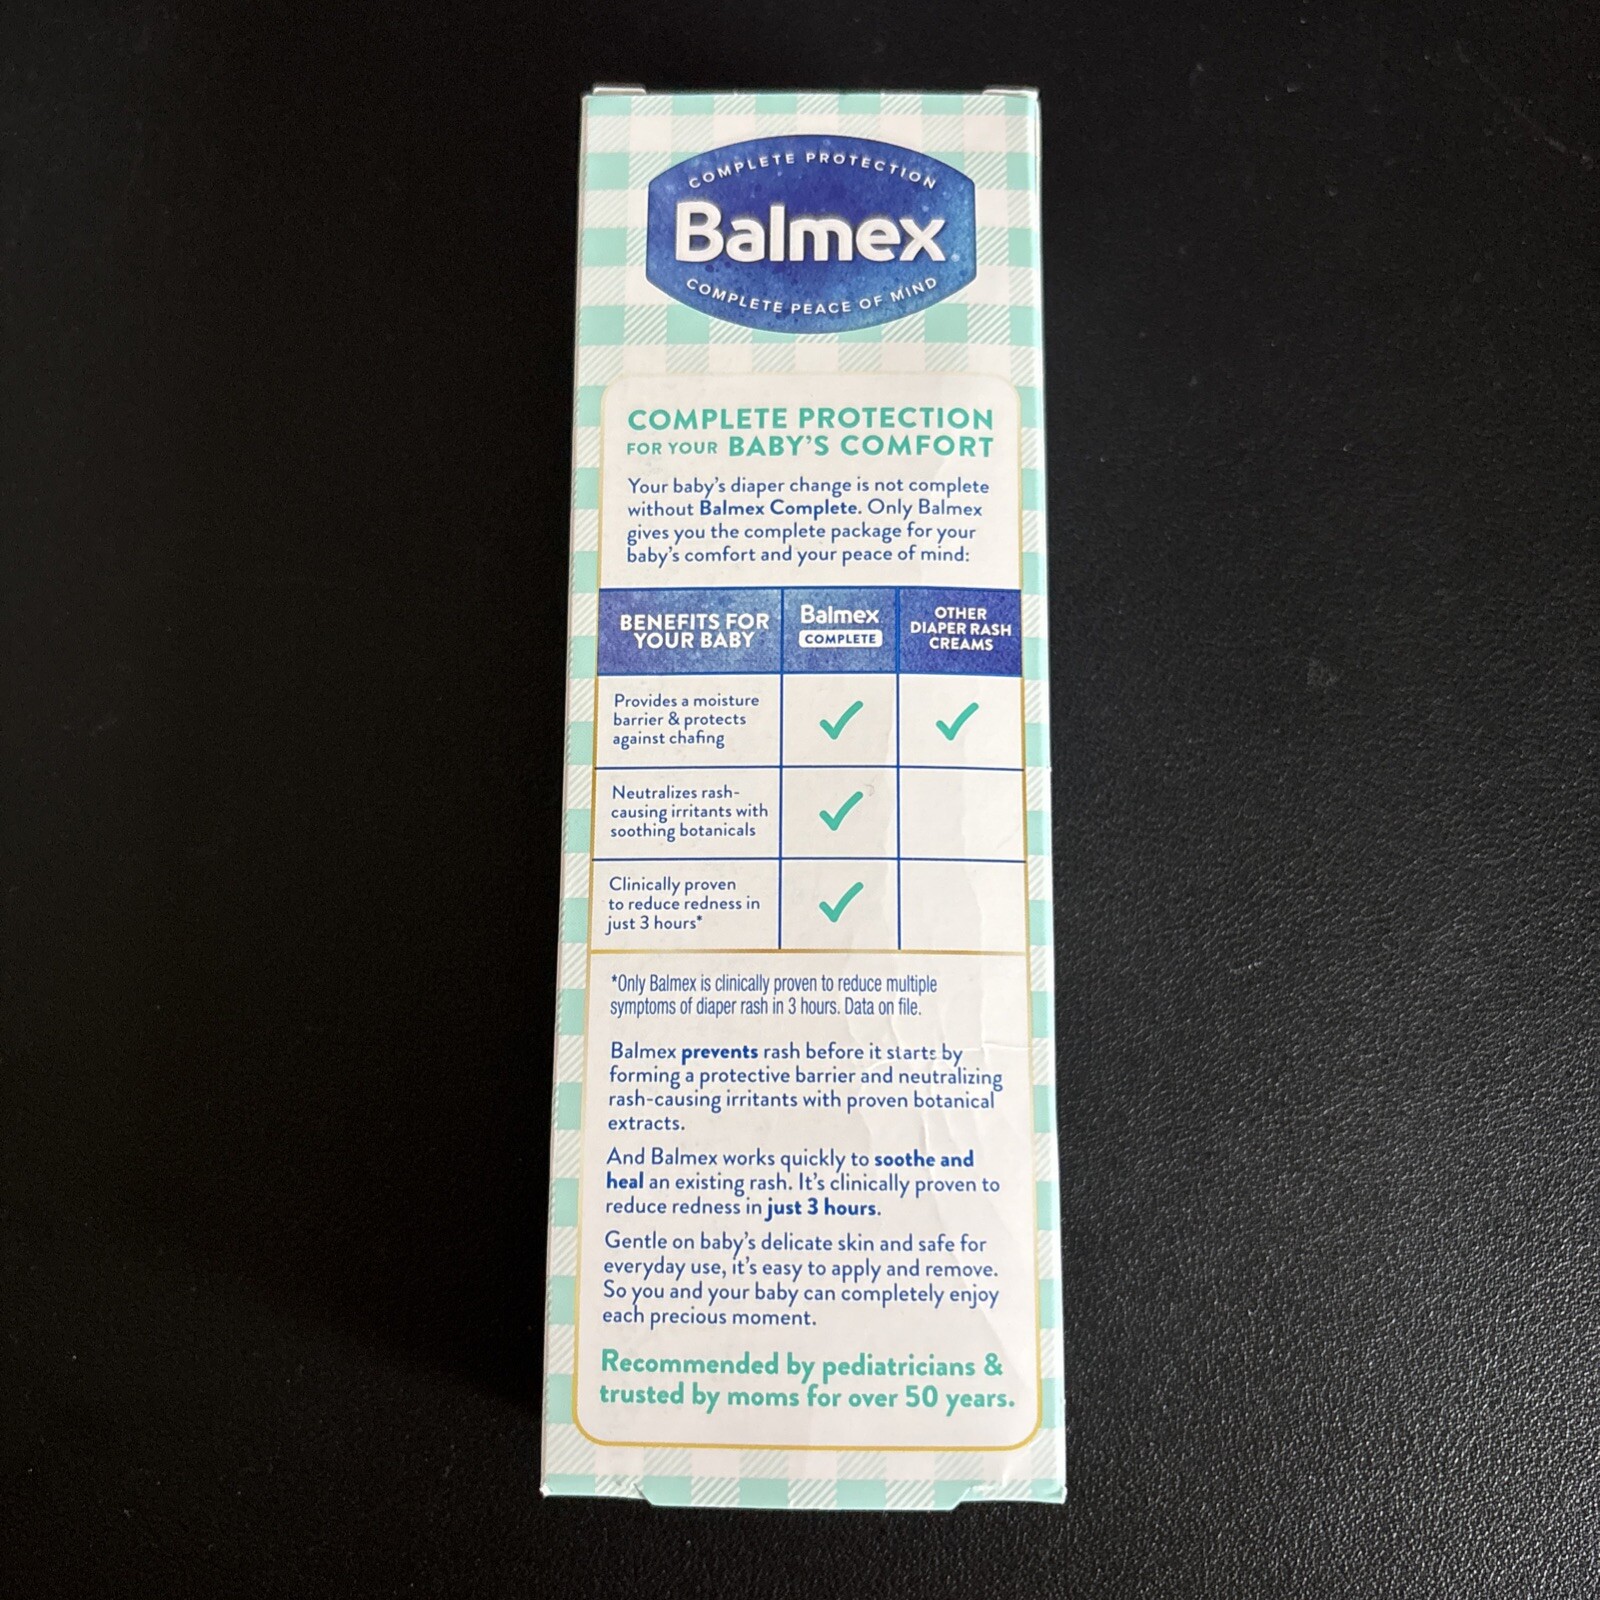 COMPLETE PROTECTION
Balmex
COMPLETE PEACE OF MIND
COMPLETE PROTECTION
FOR YOUR BABY'S COMFORT
Your baby's diaper change is not complete
without Balmex Complete. Only Balmex
gives you the complete package for your
baby's comfort and your peace of mind:
BENEFITS FOR
YOUR BABY
Balmex
COMPLETE
OTHER
DIAPER RASH
CREAMS
Provides a moisture
barrier & protects
against chafing
Neutralizes rash-
causing irritants with
soothing botanicals
Clinically proven
to reduce redness in
just 3 hours*
*Only Balmex is clinically proven to reduce multiple
symptoms of diaper rash in 3 hours. Data on file.
Balmex prevents rash before it starts by
forming a protective barrier and neutralizing
rash-causing irritants with proven botanical
extracts.
And Balmex works quickly to soothe and
heal an existing rash. It's clinically proven to
reduce redness in just 3 hours.
Gentle on baby's delicate skin and safe for
everyday use, it's easy to apply and remove.
So you and your baby can completely enjoy
each precious moment.
Recommended by pediatricians &
trusted by moms for over 50 years.